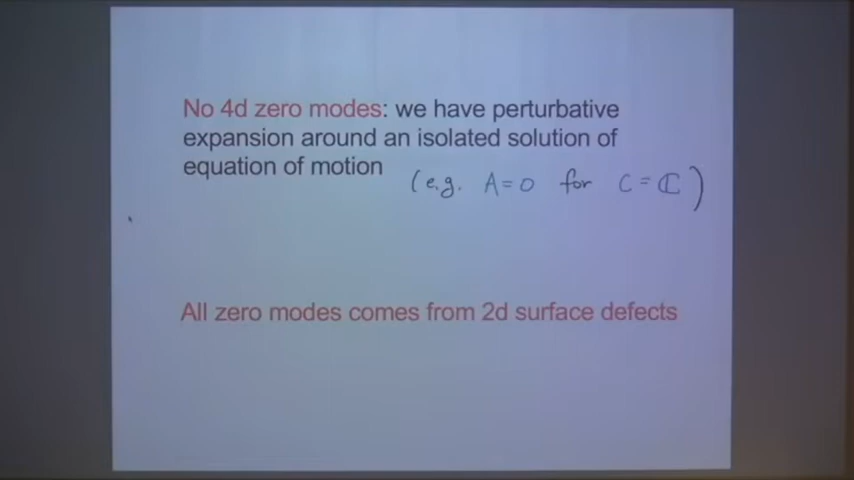 No 4d zero modes: we have perturbative
expansion around an isolated solution of
equation of motion
(e.g. A=0 for C=ℂ)
All zero modes comes from 2d surface defects